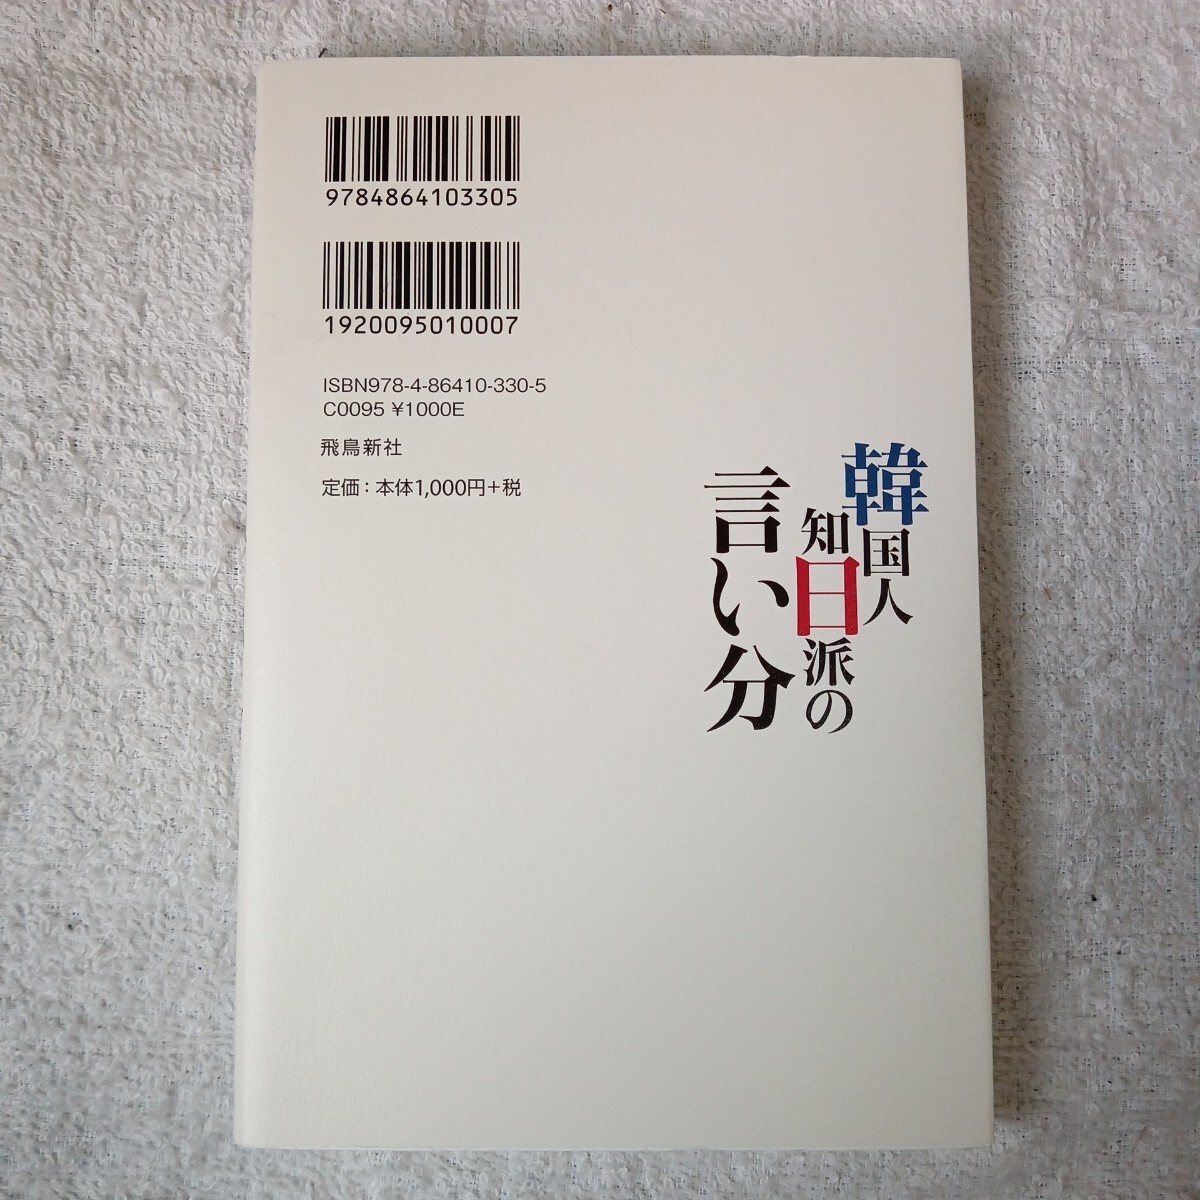 9784864103305
1920095010007
ISBN978-4-86410-330-5
C0095 ¥1000E
飛鳥新社
定価：本体1,000円+税
韓国人
知日派の
言い分